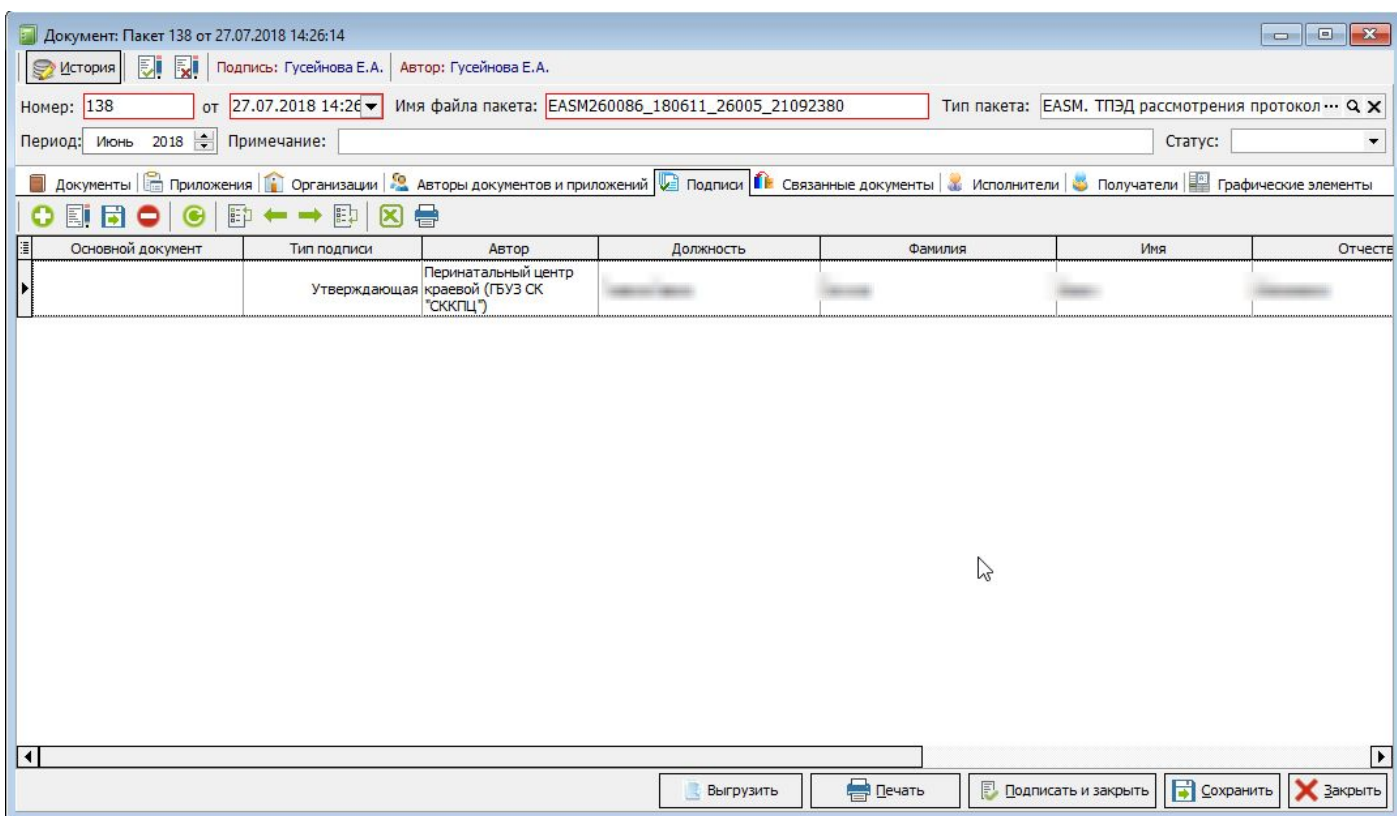 Документ: Пакет 138 от 27.07.2018 14:26:14
История Подпись: Гусейнова Е.А. Автор: Гусейнова Е.А.
Номер: 138 от 27.07.2018 14:26 Имя файла пакета: EASM260086_180611_26005_21092380 Тип пакета: EASM. ТПЭД рассмотрения протокол ...
Период: Июнь 2018 Примечание: Статус:
Документы Приложения Организации Авторы документов и приложений Подписи Связанные документы Исполнители Получатели Графические элементы
Основной документ Тип подписи Автор Должность Фамилия Имя Отчеств
Перинатальный центр
Утверждающая краевой (ГБУЗ СК
"СККПЦ")
Выгрузить Печать Подписать и закрыть Сохранить Закрыть